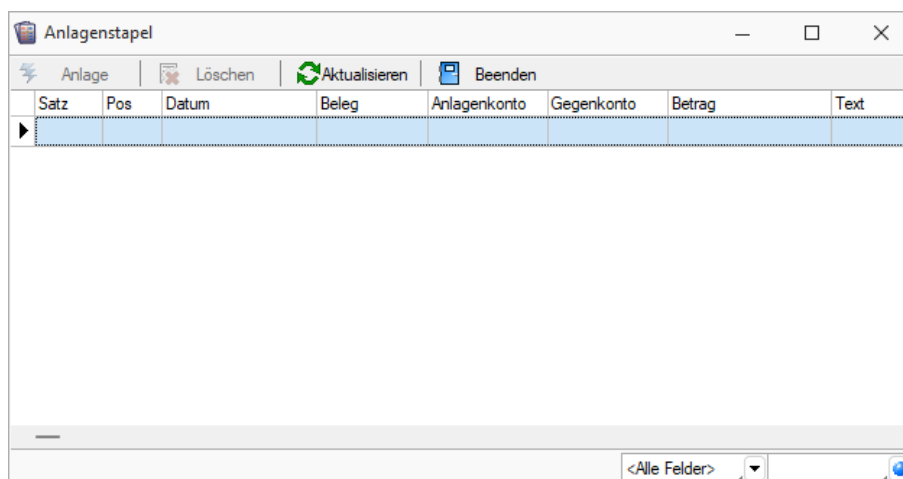 Anlagenstapel
Anlage Löschen Aktualisieren Beenden
Satz Pos Datum Beleg Anlagenkonto Gegenkonto Betrag Text
<Alle Felder>